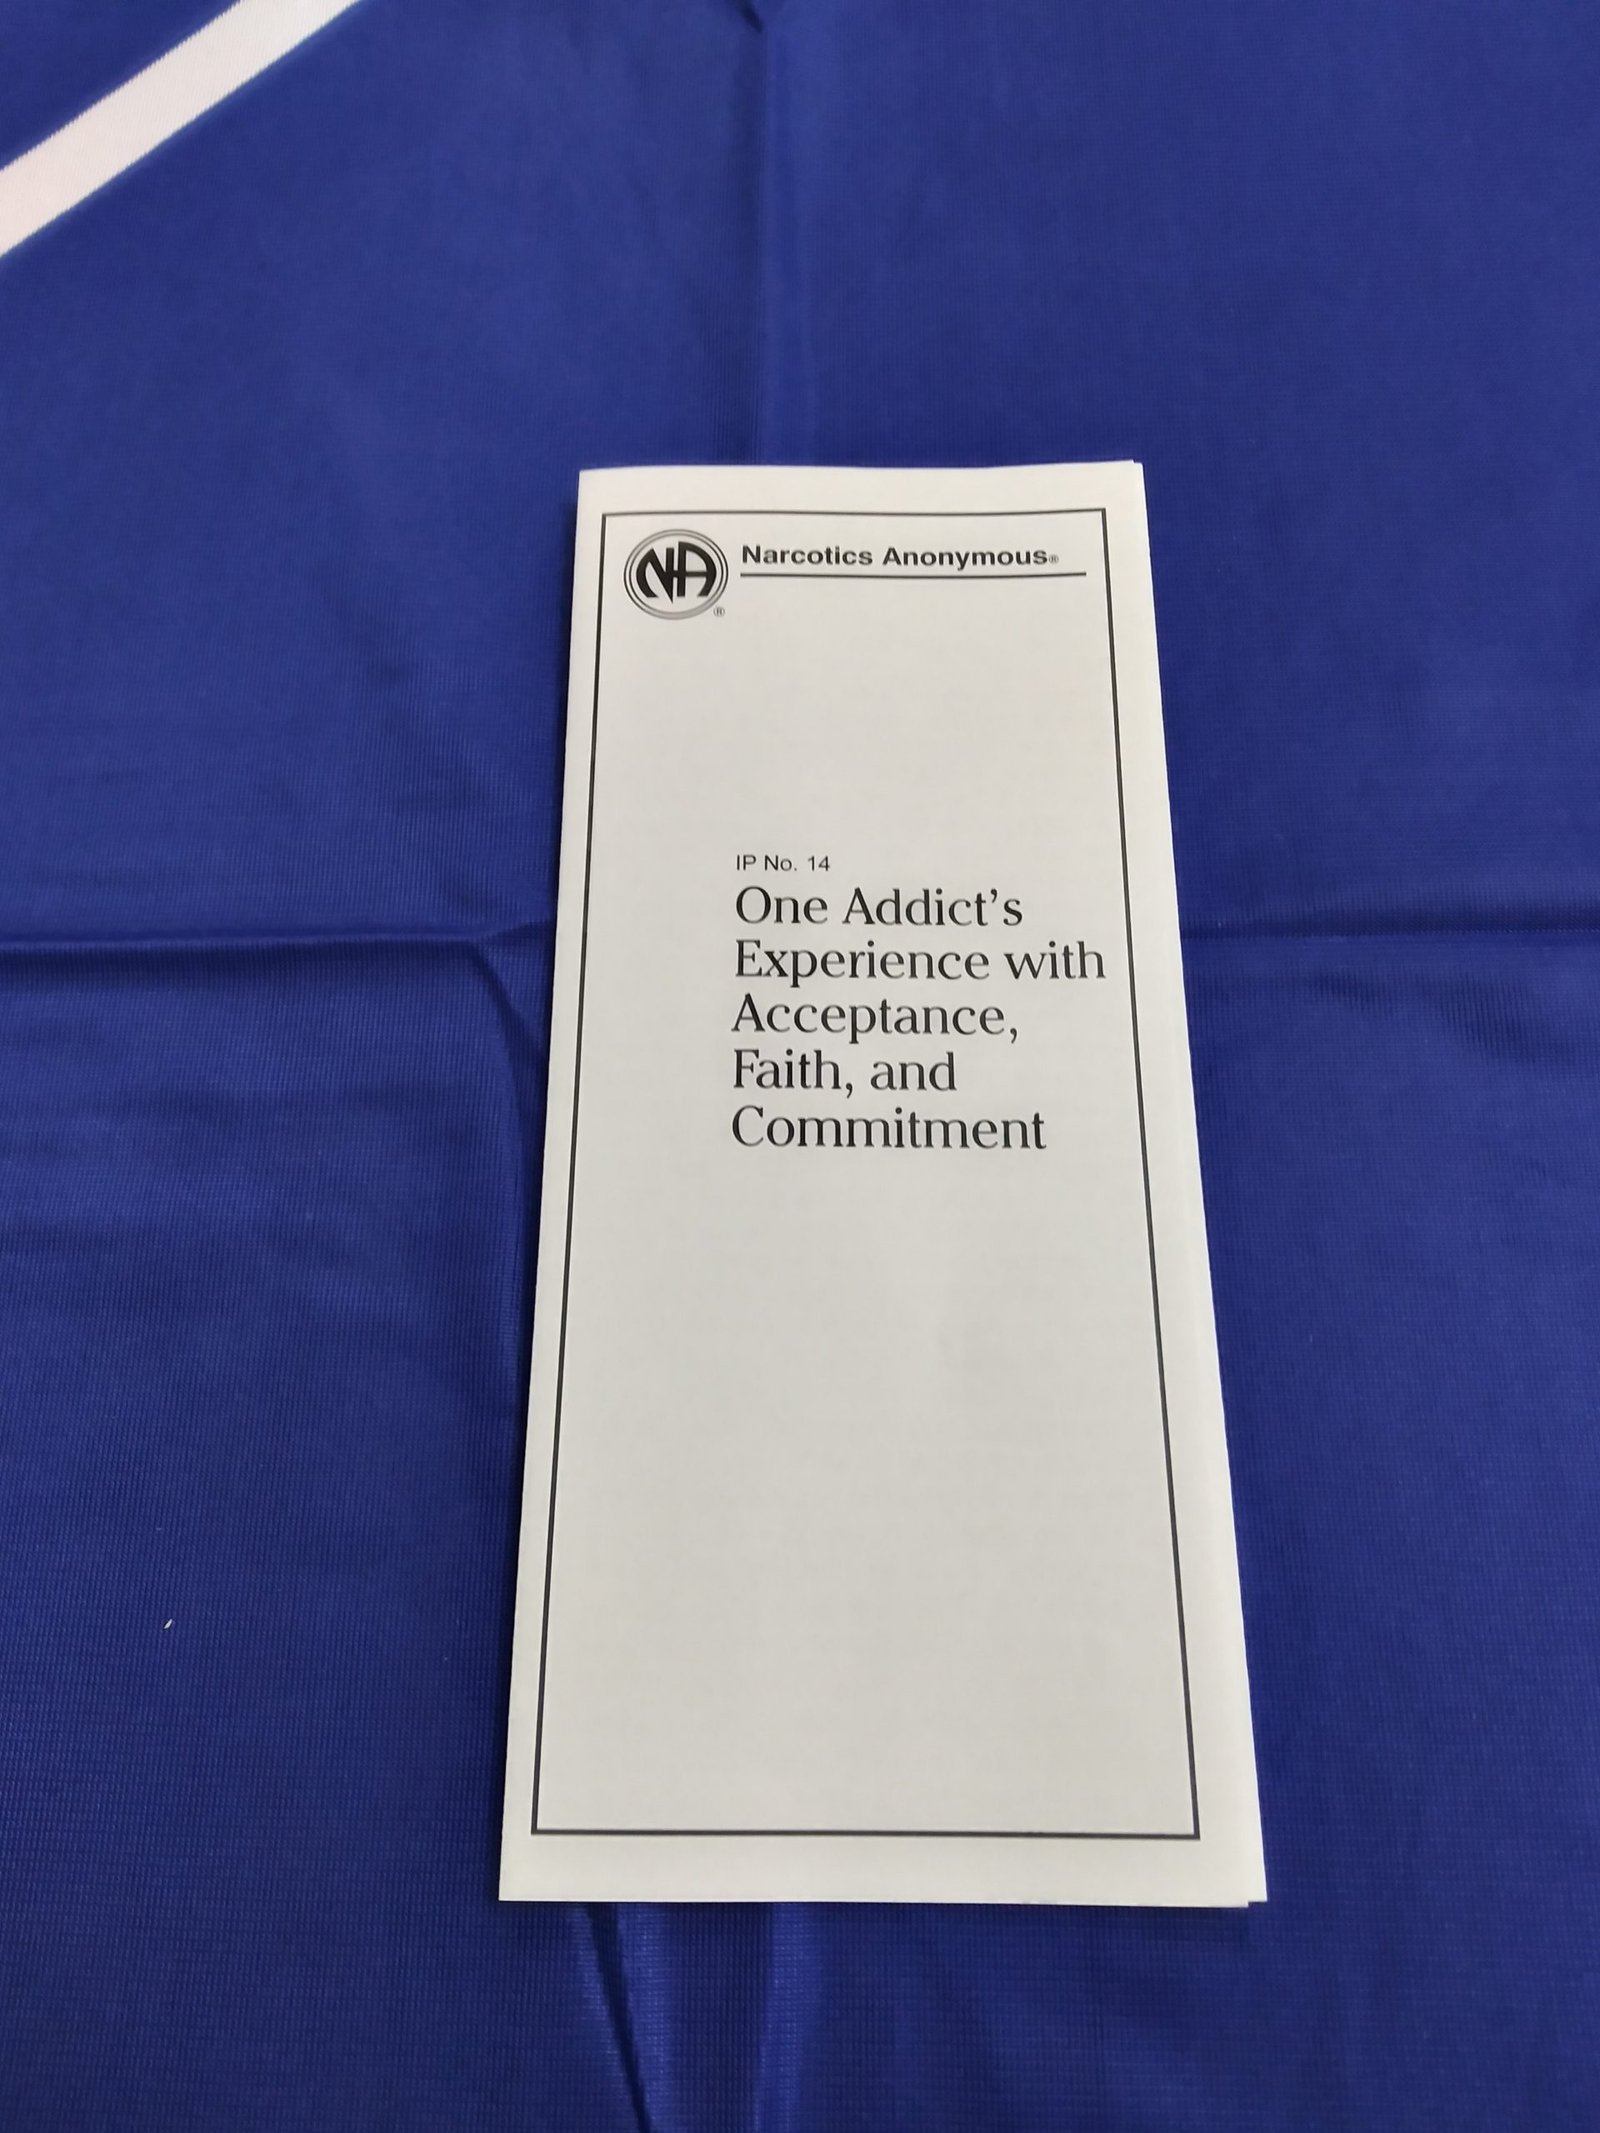 NA
®
Narcotics Anonymous®
IP No. 14
One Addict's
Experience with
Acceptance,
Faith, and
Commitment